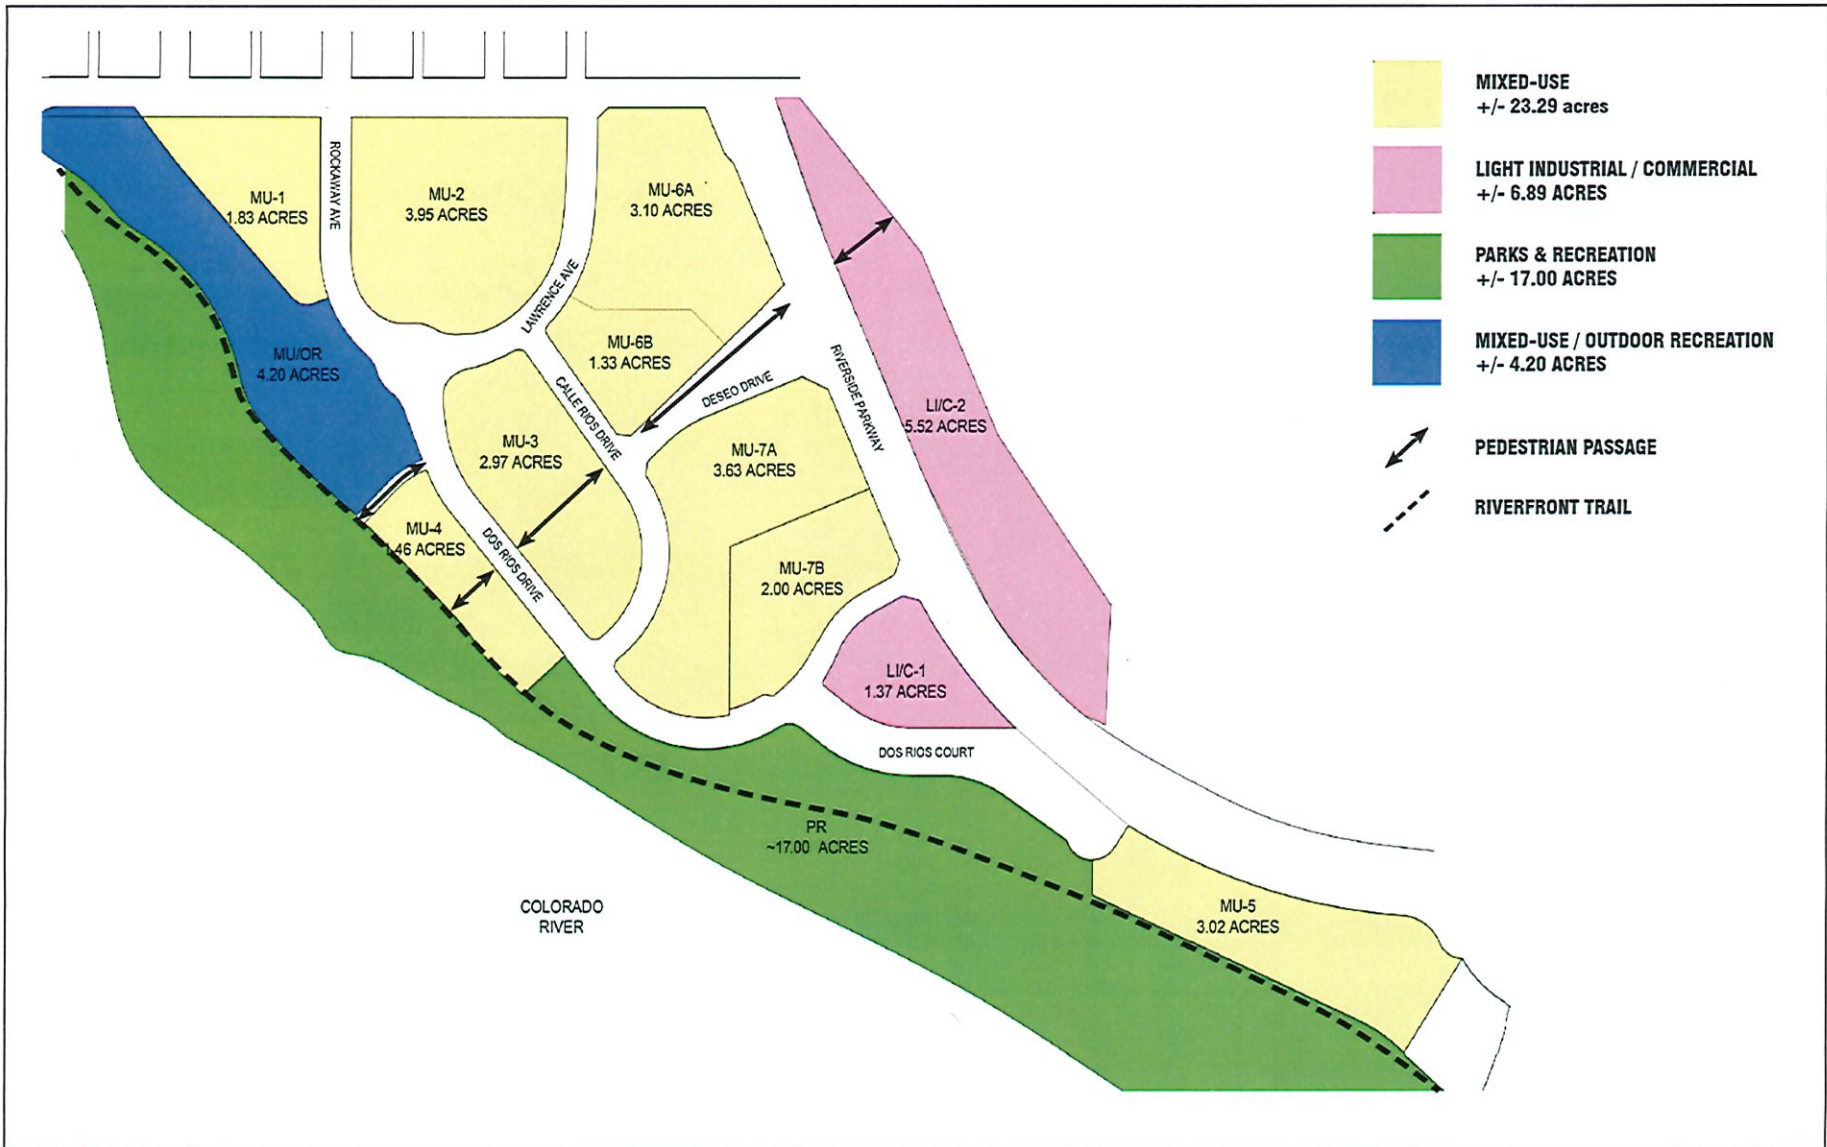 MIXED-USE
+/- 23.29 acres
LIGHT INDUSTRIAL / COMMERCIAL
+/- 6.89 ACRES
PARKS & RECREATION
+/- 17.00 ACRES
MIXED-USE / OUTDOOR RECREATION
+/- 4.20 ACRES
PEDESTRIAN PASSAGE
RIVERFRONT TRAIL
ROCKAWAY AVE
MU-1
1.83 ACRES
MU-2
3.95 ACRES
MU-6A
3.10 ACRES
LAWRENCE AVE
MU-6B
1.33 ACRES
MU/OR
4.20 ACRES
CALLE RIOS DRIVE
DESEO DRIVE
RIVERSIDE PARKWAY
LI/C-2
5.52 ACRES
MU-3
2.97 ACRES
MU-7A
3.63 ACRES
MU-4
1.46 ACRES
DOS RIOS DRIVE
MU-7B
2.00 ACRES
LI/C-1
1.37 ACRES
DOS RIOS COURT
PR
~17.00 ACRES
COLORADO
RIVER
MU-5
3.02 ACRES